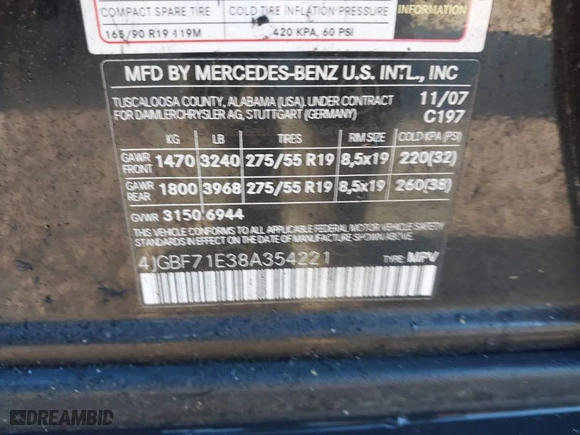 COMPACT SPARE TIRE COLD TIRE INFLATION PRESSURE INFORMATION
165/90 R19 119M 420 KPA, 60 PSI
MFD BY MERCEDES-BENZ U.S. INT'L., INC
TUSCALOOSA COUNTY, ALABAMA (USA). UNDER CONTRACT 11/07
FOR DAIMLERCHRYSLER AG, STUTTGART (GERMANY) C197
KG LB TIRES RIM SIZE COLD KPA (PSI)
GAWR FRONT 1470 3240 275/55 R19 8,5x19 220(32)
GAWR REAR 1800 3968 275/55 R19 8,5x19 260(38)
GVWR 3150 6944
THIS VEHICLE CONFORMS TO ALL APPLICABLE FEDERAL MOTOR VEHICLE SAFETY
STANDARDS IN EFFECT ON THE DATE OF MANUFACTURE SHOWN ABOVE.
4JGBF71E38A354221 TYPE: MPV
DREAMBID